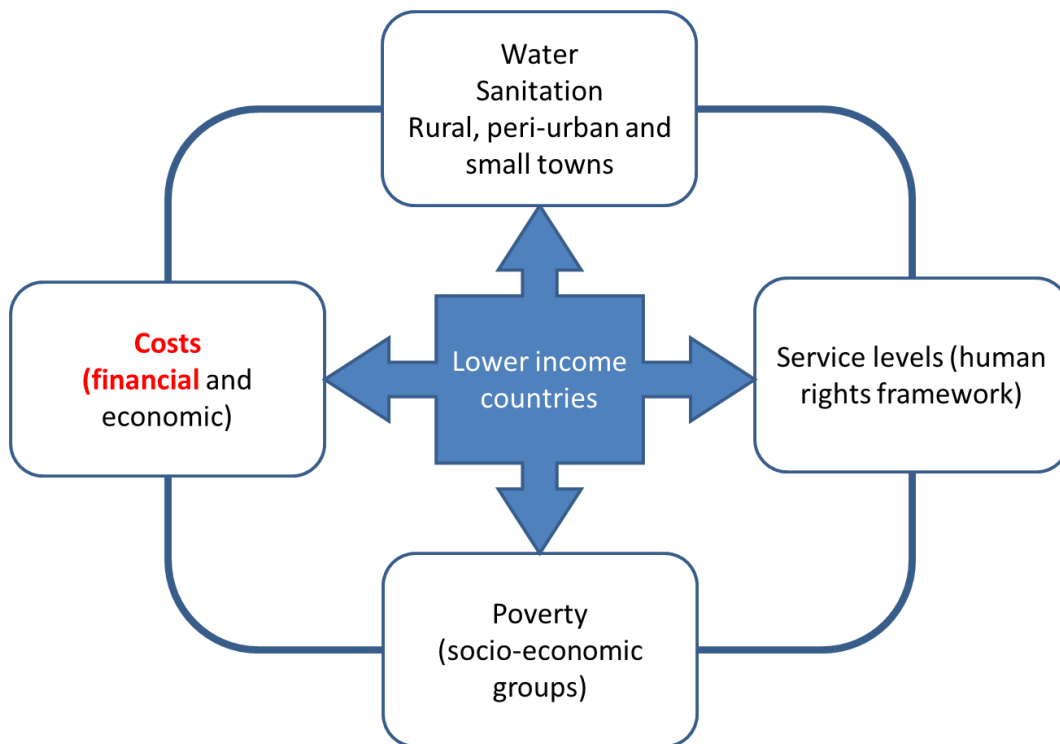 Water
Sanitation
Rural, peri-urban and
small towns
Costs
(financial and
economic)
Lower income
countries
Service levels (human
rights framework)
Poverty
(socio-economic
groups)